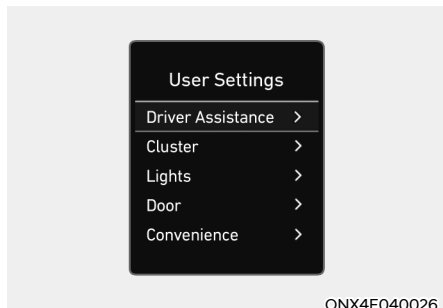 User Settings
Driver Assistance >
Cluster >
Lights >
Door >
Convenience >
ONX4E040026